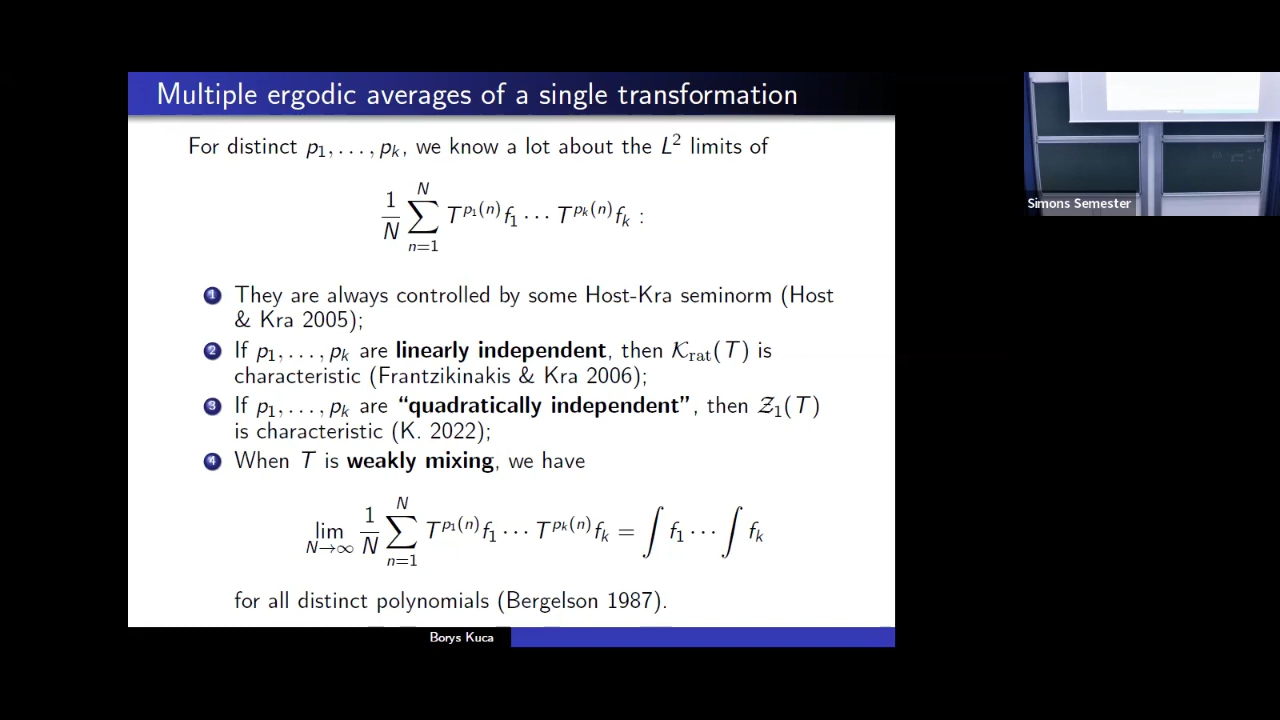 Multiple ergodic averages of a single transformation
For distinct p₁, . . . , pₖ, we know a lot about the L² limits of
1/N ∑_{n=1}^{N} T^{p₁(n)} f₁ ⋯ T^{pₖ(n)} fₖ :
1 They are always controlled by some Host-Kra seminorm (Host
& Kra 2005);
2 If p₁, . . . , pₖ are linearly independent, then 𝒦_rat(T) is
characteristic (Frantzikinakis & Kra 2006);
3 If p₁, . . . , pₖ are “quadratically independent”, then 𝒵₁(T)
is characteristic (K. 2022);
4 When T is weakly mixing, we have
lim_{N→∞} 1/N ∑_{n=1}^{N} T^{p₁(n)} f₁ ⋯ T^{pₖ(n)} fₖ = ∫ f₁ ⋯ ∫ fₖ
for all distinct polynomials (Bergelson 1987).
Borys Kuca
Simons Semester